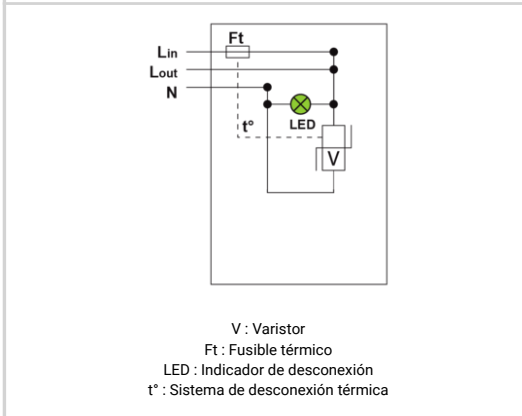 Ft
Lin
Lout
N
t°
LED
V
V : Varistor
Ft : Fusible térmico
LED : Indicador de desconexión
t° : Sistema de desconexión térmica